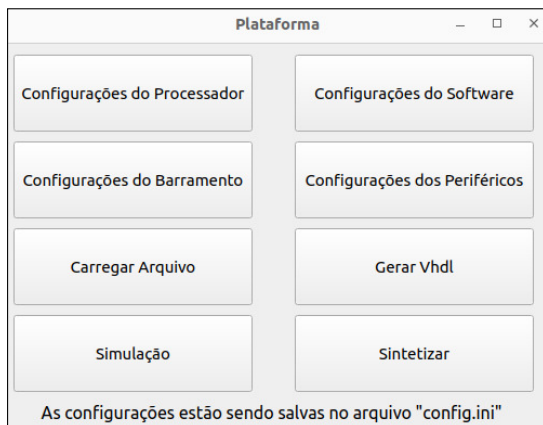 Plataforma
Configurações do Processador
Configurações do Software
Configurações do Barramento
Configurações dos Periféricos
Carregar Arquivo
Gerar Vhdl
Simulação
Sintetizar
As configurações estão sendo salvas no arquivo "config.ini"